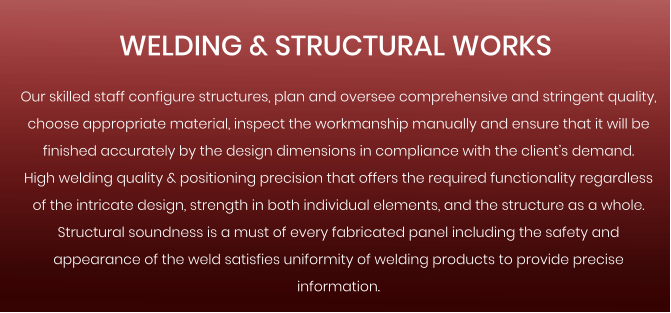 WELDING & STRUCTURAL WORKS
Our skilled staff configure structures, plan and oversee comprehensive and stringent quality,
choose appropriate material, inspect the workmanship manually and ensure that it will be
finished accurately by the design dimensions in compliance with the client's demand.
High welding quality & positioning precision that offers the required functionality regardless
of the intricate design, strength in both individual elements, and the structure as a whole.
Structural soundness is a must of every fabricated panel including the safety and
appearance of the weld satisfies uniformity of welding products to provide precise
information.